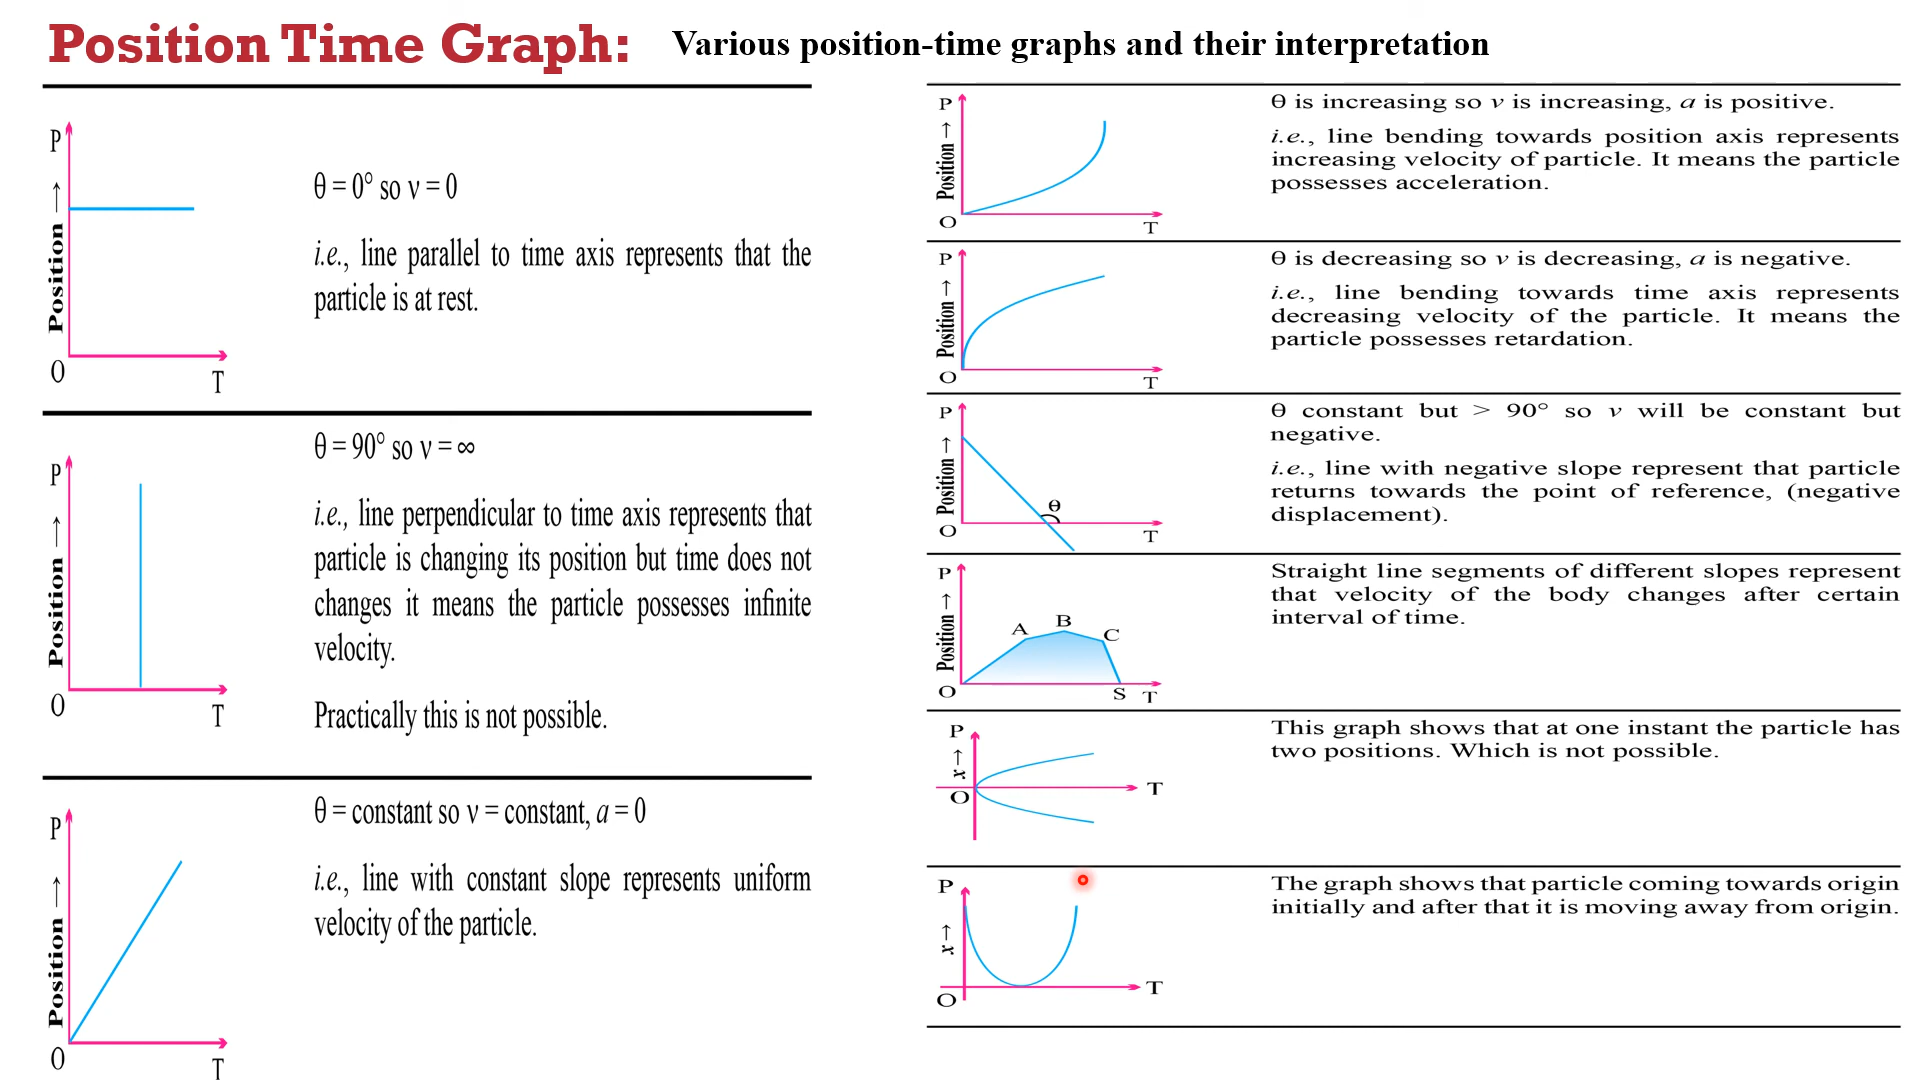 Position Time Graph:
Various position-time graphs and their interpretation
P
Position →
O
T
θ = 0° so v = 0
i.e., line parallel to time axis represents that the
particle is at rest.
P
Position →
O
T
θ = 90° so v = ∞
i.e., line perpendicular to time axis represents that
particle is changing its position but time does not
changes it means the particle possesses infinite
velocity.
Practically this is not possible.
P
Position →
O
T
θ = constant so v = constant, a = 0
i.e., line with constant slope represents uniform
velocity of the particle.
P
Position →
O
T
θ is increasing so v is increasing, a is positive.
i.e., line bending towards position axis represents
increasing velocity of particle. It means the particle
possesses acceleration.
P
Position →
O
T
θ is decreasing so v is decreasing, a is negative.
i.e., line bending towards time axis represents
decreasing velocity of the particle. It means the
particle possesses retardation.
P
Position →
θ
O
T
θ constant but > 90° so v will be constant but
negative.
i.e., line with negative slope represent that particle
returns towards the point of reference, (negative
displacement).
P
Position →
A
B
C
O
S
T
Straight line segments of different slopes represent
that velocity of the body changes after certain
interval of time.
P
x →
O
T
This graph shows that at one instant the particle has
two positions. Which is not possible.
P
x →
O
T
The graph shows that particle coming towards origin
initially and after that it is moving away from origin.